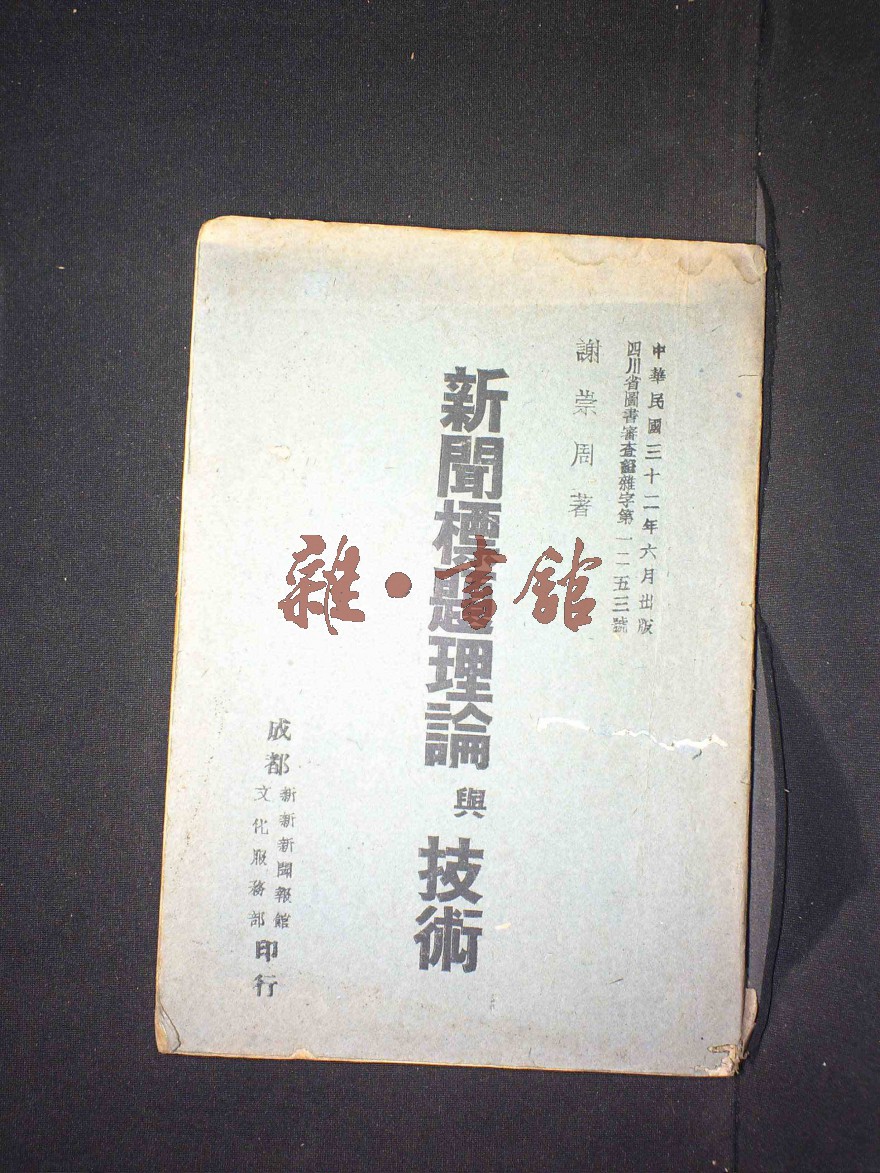 中華民國三十二年六月出版
四川省圖書審查證雜字第一二五三號
謝崇周著
新聞標題理論與技術
成都
新新新聞報館
文化服務部
印行
雜·書館